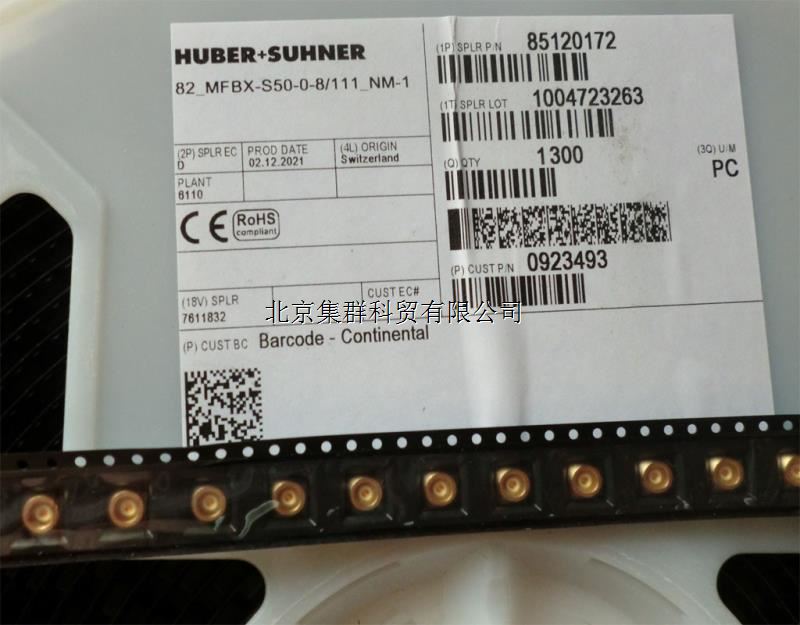 HUBER+SUHNER
82_MFBX-S50-0-8/111_NM-1
(2P) SPLR EC
D
PROD DATE
02.12.2021
(4L) ORIGIN
Switzerland
PLANT
6110
CE RoHS
compliant
(18V) SPLR
7611832
CUST EC#
(1P) SPLR P/N 85120172
(1T) SPLR LOT 1004723263
(Q) QTY 1300
(3Q) U/M
PC
(P) CUST P/N 0923493
北京集群科贸有限公司
(P) CUST BC Barcode - Continental